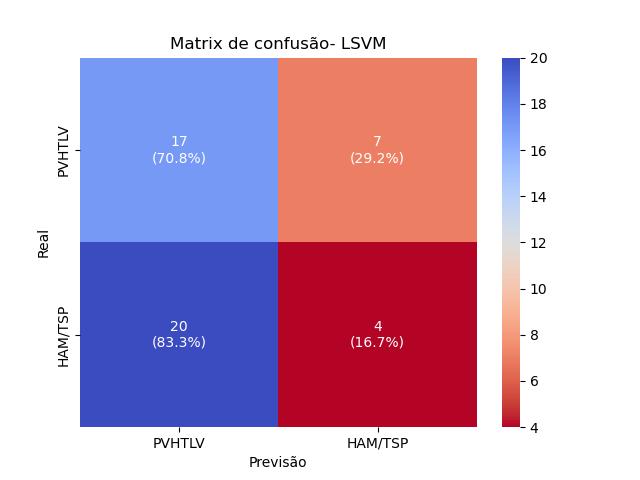 Matrix de confusão- LSVM
PVHTLV
HAM/TSP
Real
17
(70.8%)
7
(29.2%)
20
(83.3%)
4
(16.7%)
PVHTLV
HAM/TSP
Previsão
20
18
16
14
12
10
8
6
4